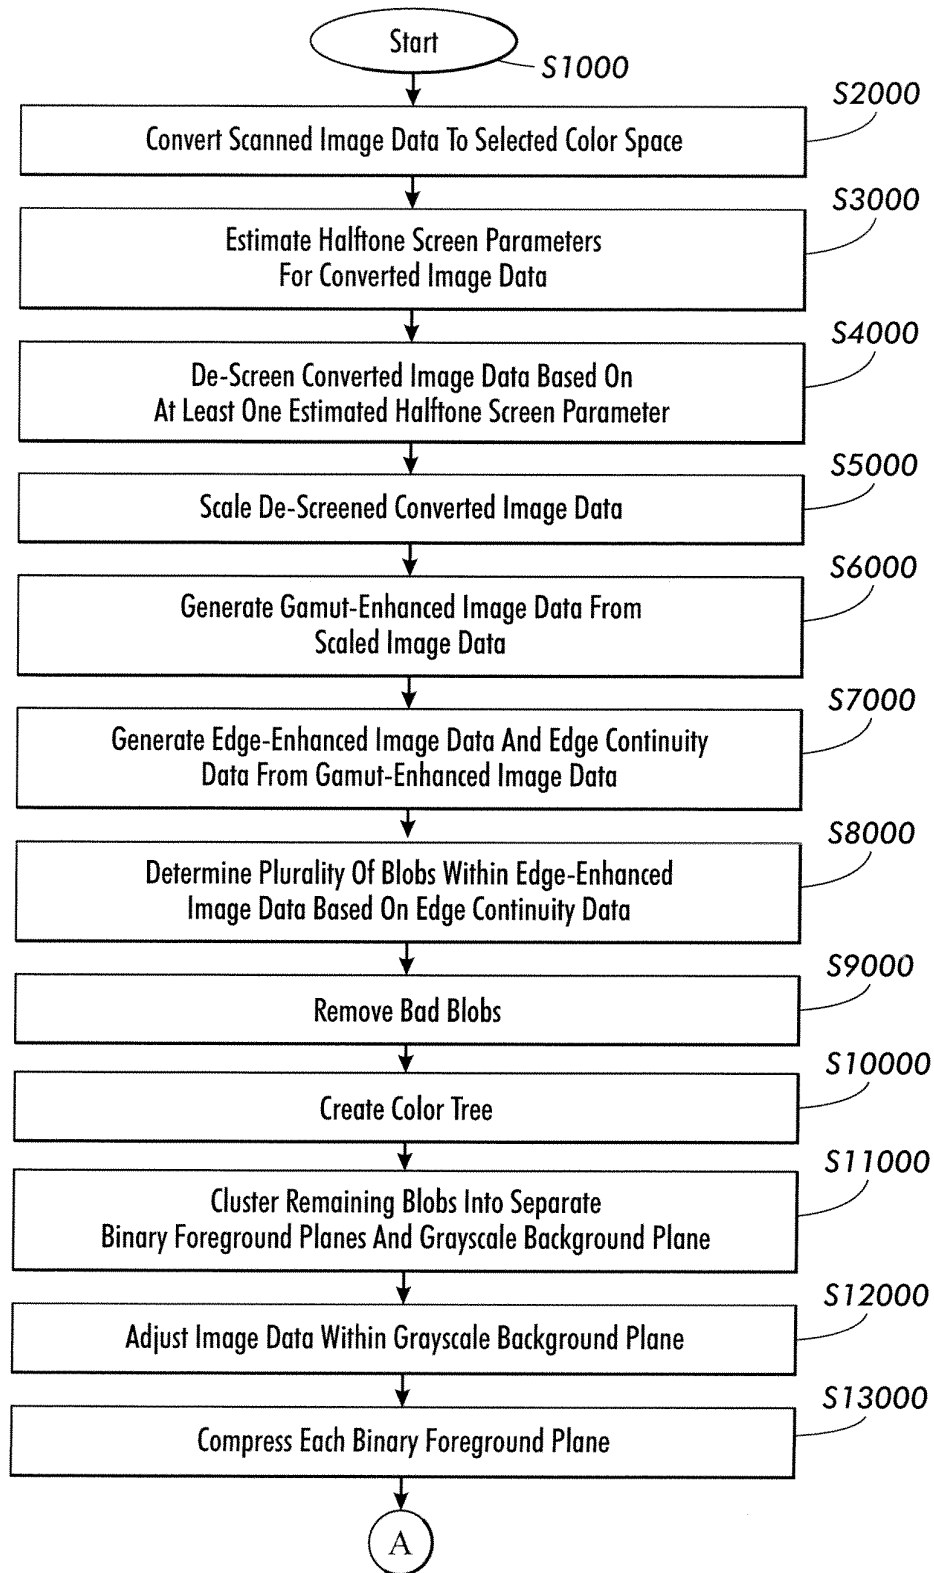 Start
S1000
S2000
Convert Scanned Image Data To Selected Color Space
S3000
Estimate Halftone Screen Parameters
For Converted Image Data
S4000
De-Screen Converted Image Data Based On
At Least One Estimated Halftone Screen Parameter
S5000
Scale De-Screened Converted Image Data
S6000
Generate Gamut-Enhanced Image Data From
Scaled Image Data
S7000
Generate Edge-Enhanced Image Data And Edge Continuity
Data From Gamut-Enhanced Image Data
S8000
Determine Plurality Of Blobs Within Edge-Enhanced
Image Data Based On Edge Continuity Data
S9000
Remove Bad Blobs
S10000
Create Color Tree
S11000
Cluster Remaining Blobs Into Separate
Binary Foreground Planes And Grayscale Background Plane
S12000
Adjust Image Data Within Grayscale Background Plane
S13000
Compress Each Binary Foreground Plane
A